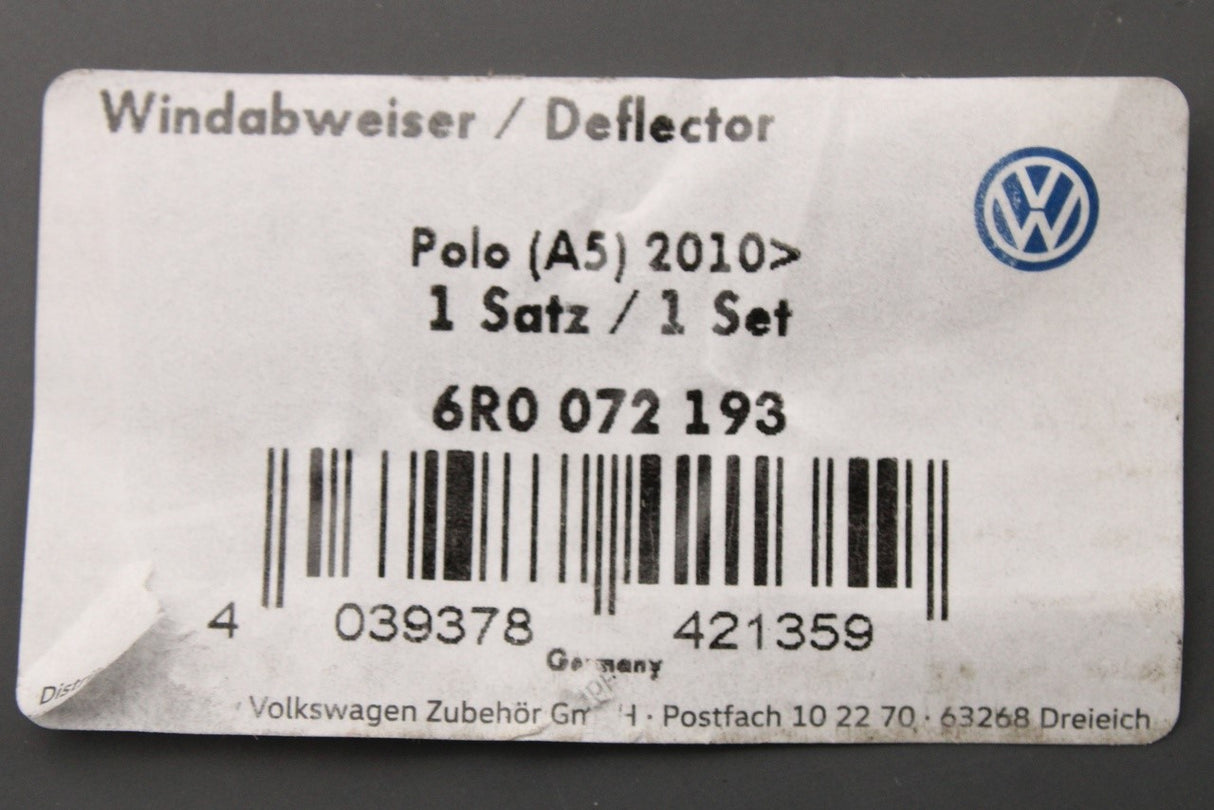 Windabweiser / Deflector
VW
Polo (A5) 2010>
1 Satz / 1 Set
6R0 072 193
4 039378 421359
Germany
Volkswagen Zubehör · Postfach 10 22 70 · 63268 Dreieich